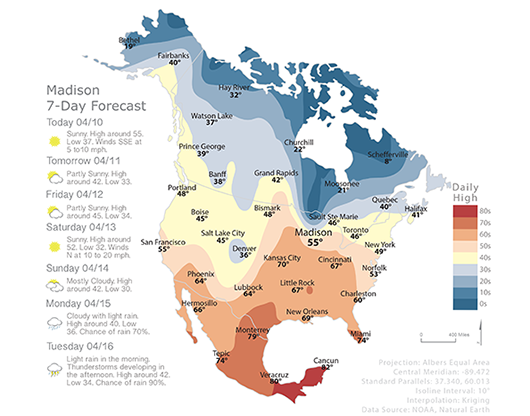 Madison
7-Day Forecast
Today 04/10
Sunny. High around 55.
Low 37. Winds SSE at
5 to 10 mph.
Tomorrow 04/11
Partly Sunny. High
around 42. Low 33.
Friday 04/12
Partly Sunny. High
around 45. Low 34.
Saturday 04/13
Sunny. High around
52. Low 32. Winds
N at 10 to 20 mph.
Sunday 04/14
Mostly Cloudy. High
around 42. Low 30.
Monday 04/15
Cloudy with light rain.
High around 40. Low
36. Chance of rain 70%.
Tuesday 04/16
Light rain in the morning.
Thunderstorms developing in
the afternoon. High around 42.
Low 34. Chance of rain 90%.
Bethel
19°
Fairbanks
40°
Hay River
32°
Watson Lake
37°
Churchill
22°
Prince George
39°
Schefferville
8°
Banff
38°
Grand Rapids
42°
Moosonee
21°
Portland
48°
Quebec
40°
Halifax
41°
Boise
45°
Bismark
48°
Sault Ste Marie
46°
Toronto
46°
Madison
55°
San Francisco
55°
Salt Lake City
45°
Denver
36°
New York
49°
Kansas City
70°
Cincinnati
67°
Norfolk
53°
Phoenix
64°
Lubbock
64°
Little Rock
67°
Charleston
60°
Hermosillo
66°
New Orleans
69°
Monterrey
79°
Miami
74°
Tepic
74°
Veracruz
80°
Cancun
82°
Daily
High
80s
70s
60s
50s
40s
30s
20s
10s
0s
0
400 Miles
Projection: Albers Equal Area
Central Meridian: -89.472
Standard Parallels: 37.340, 60.013
Isoline Interval: 10°
Interpolation: Kriging
Data Source: NOAA, Natural Earth